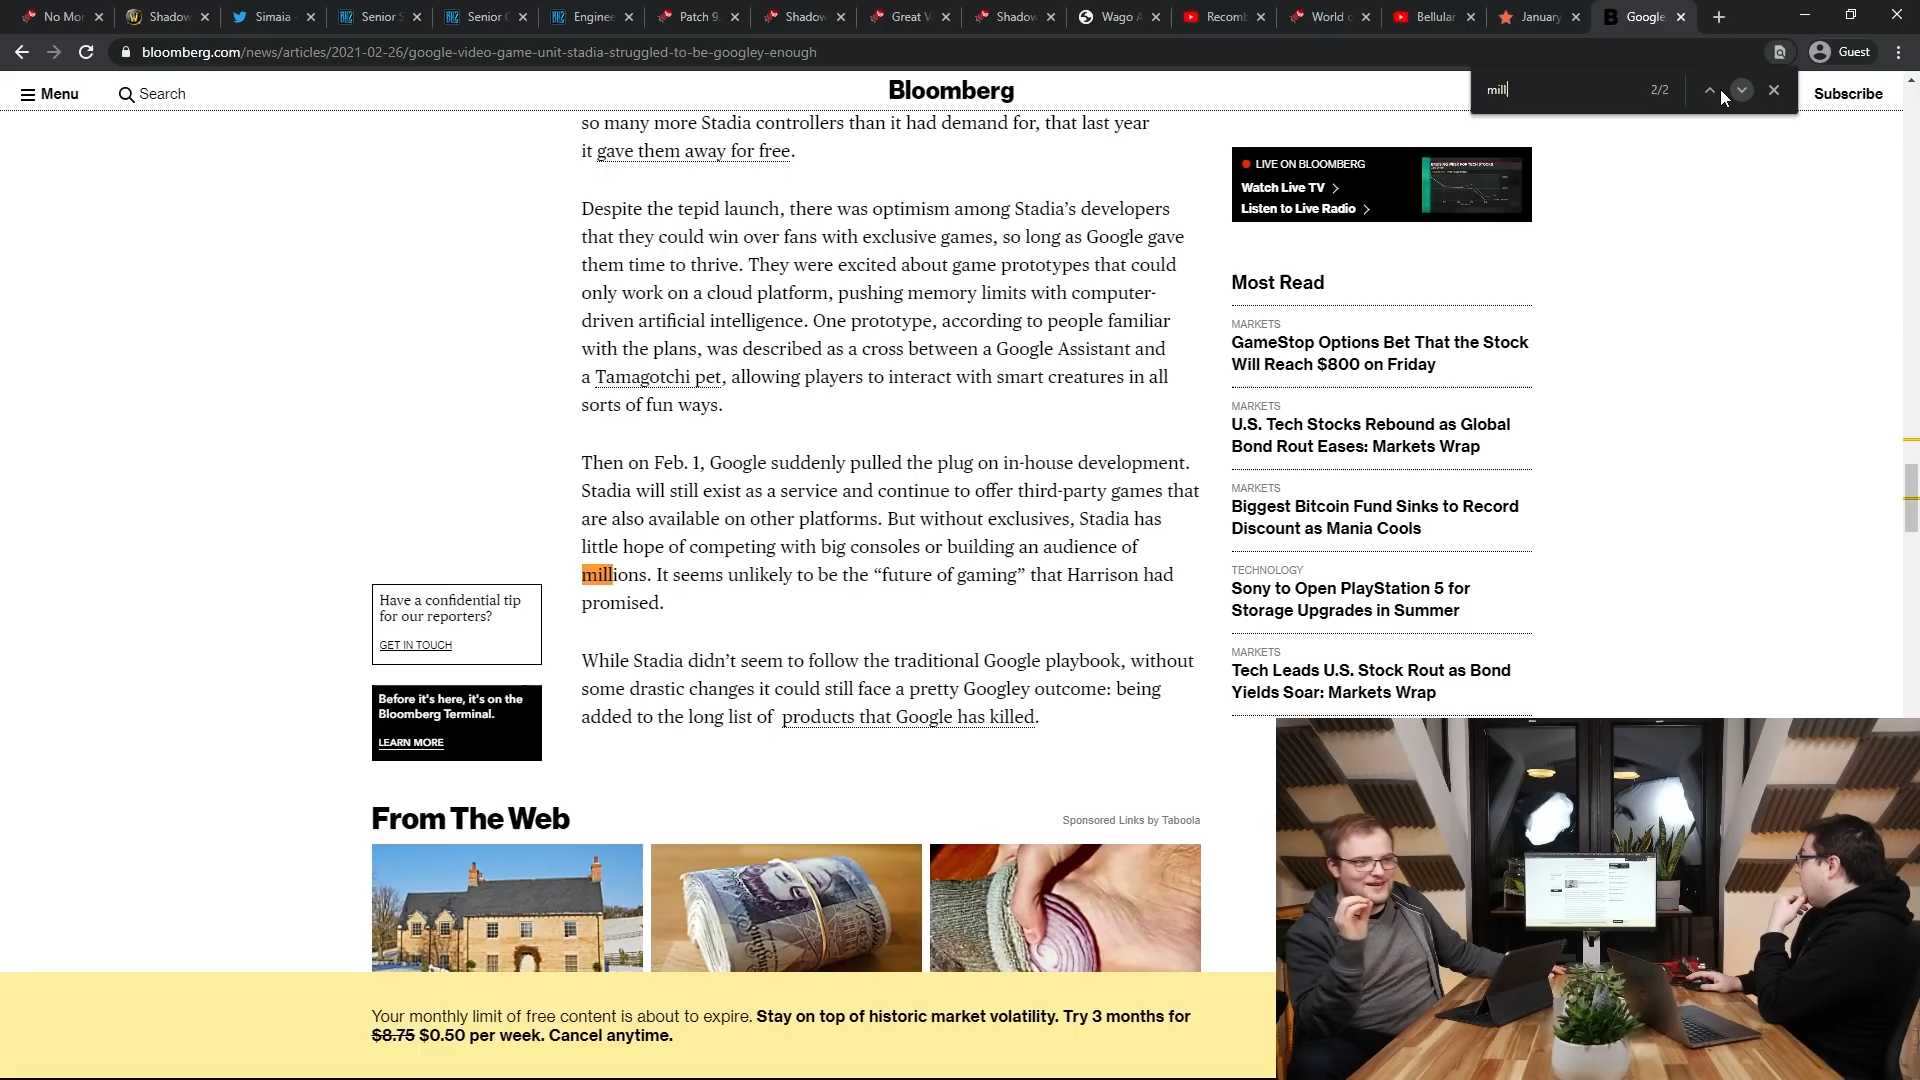 No Mor
Shadow
Simaia -
Senior S
Senior C
Enginee
Patch 9.
Shadow
Great V
Shadow
Wago A
Recomb
World o
Bellular
January
Google
bloomberg.com/news/articles/2021-02-26/google-video-game-unit-stadia-struggled-to-be-googley-enough
Guest
Menu
Search
Bloomberg
mill
2/2
Subscribe
so many more Stadia controllers than it had demand for, that last year
it gave them away for free.
Despite the tepid launch, there was optimism among Stadia’s developers
that they could win over fans with exclusive games, so long as Google gave
them time to thrive. They were excited about game prototypes that could
only work on a cloud platform, pushing memory limits with computer-
driven artificial intelligence. One prototype, according to people familiar
with the plans, was described as a cross between a Google Assistant and
a Tamagotchi pet, allowing players to interact with smart creatures in all
sorts of fun ways.
Then on Feb. 1, Google suddenly pulled the plug on in-house development.
Stadia will still exist as a service and continue to offer third-party games that
are also available on other platforms. But without exclusives, Stadia has
little hope of competing with big consoles or building an audience of
millions. It seems unlikely to be the “future of gaming” that Harrison had
promised.
While Stadia didn’t seem to follow the traditional Google playbook, without
some drastic changes it could still face a pretty Googley outcome: being
added to the long list of products that Google has killed.
Have a confidential tip
for our reporters?
GET IN TOUCH
Before it's here, it's on the
Bloomberg Terminal.
LEARN MORE
LIVE ON BLOOMBERG
Watch Live TV
Listen to Live Radio
Most Read
MARKETS
GameStop Options Bet That the Stock
Will Reach $800 on Friday
MARKETS
U.S. Tech Stocks Rebound as Global
Bond Rout Eases: Markets Wrap
MARKETS
Biggest Bitcoin Fund Sinks to Record
Discount as Mania Cools
TECHNOLOGY
Sony to Open PlayStation 5 for
Storage Upgrades in Summer
MARKETS
Tech Leads U.S. Stock Rout as Bond
Yields Soar: Markets Wrap
From The Web
Sponsored Links by Taboola
Your monthly limit of free content is about to expire. Stay on top of historic market volatility. Try 3 months for
$8.75 $0.50 per week. Cancel anytime.